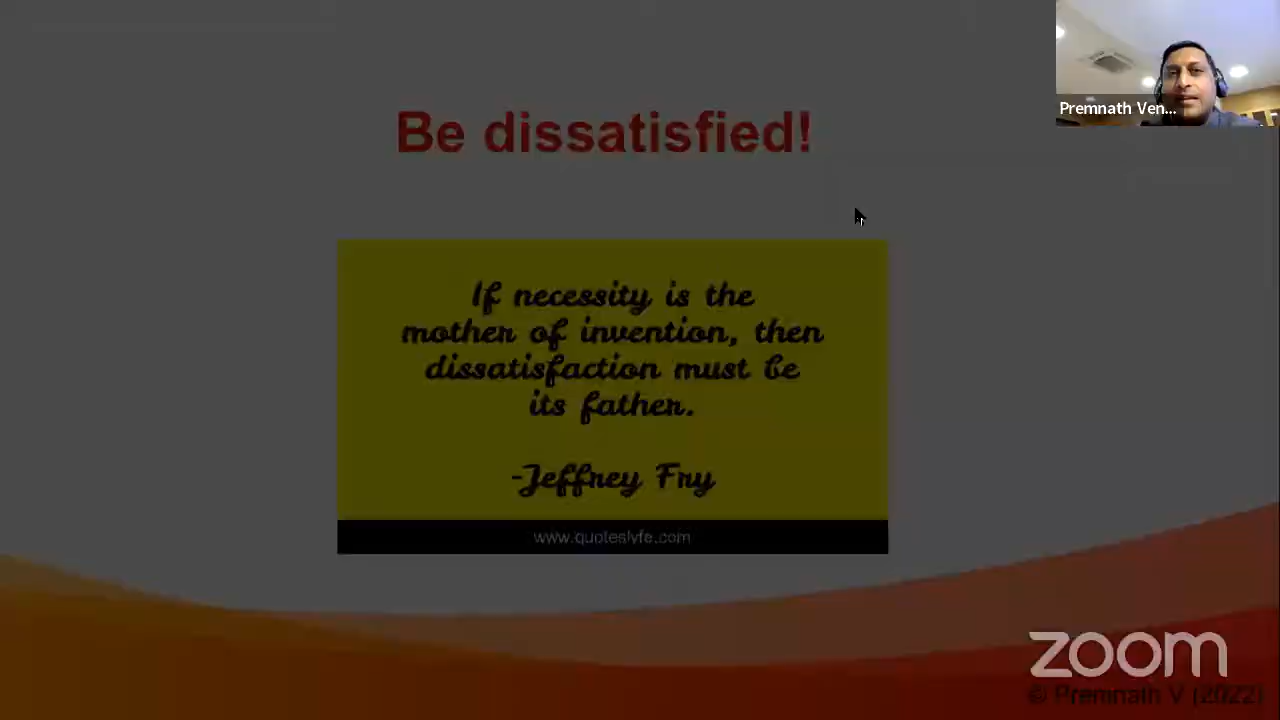 Premnath Ven...
Be dissatisfied!
If necessity is the
mother of invention, then
dissatisfaction must be
its father.
-Jeffrey Fry
www.quoteslyfe.com
zoom
© Premnath V (2022)